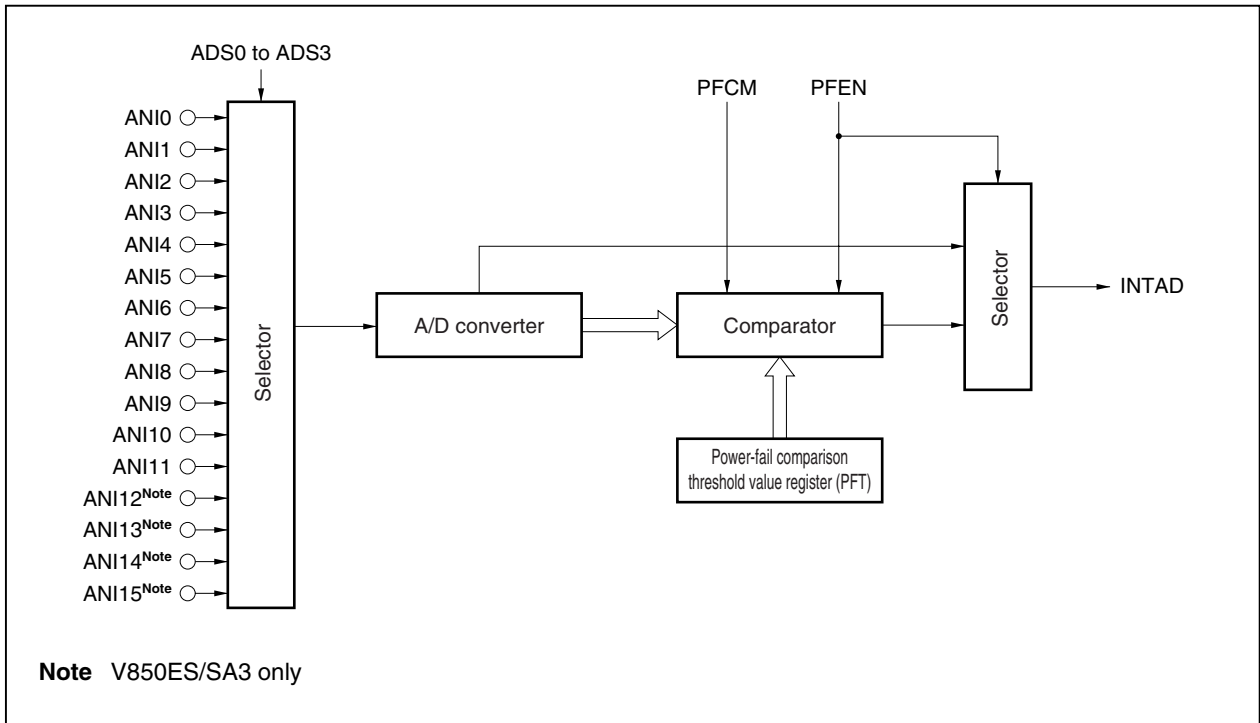 ADS0 to ADS3
PFCM
PFEN
ANI0
ANI1
ANI2
ANI3
ANI4
ANI5
ANI6
ANI7
ANI8
ANI9
ANI10
ANI11
ANI12Note
ANI13Note
ANI14Note
ANI15Note
Selector
A/D converter
Comparator
Power-fail comparison
threshold value register (PFT)
Selector
INTAD
Note V850ES/SA3 only